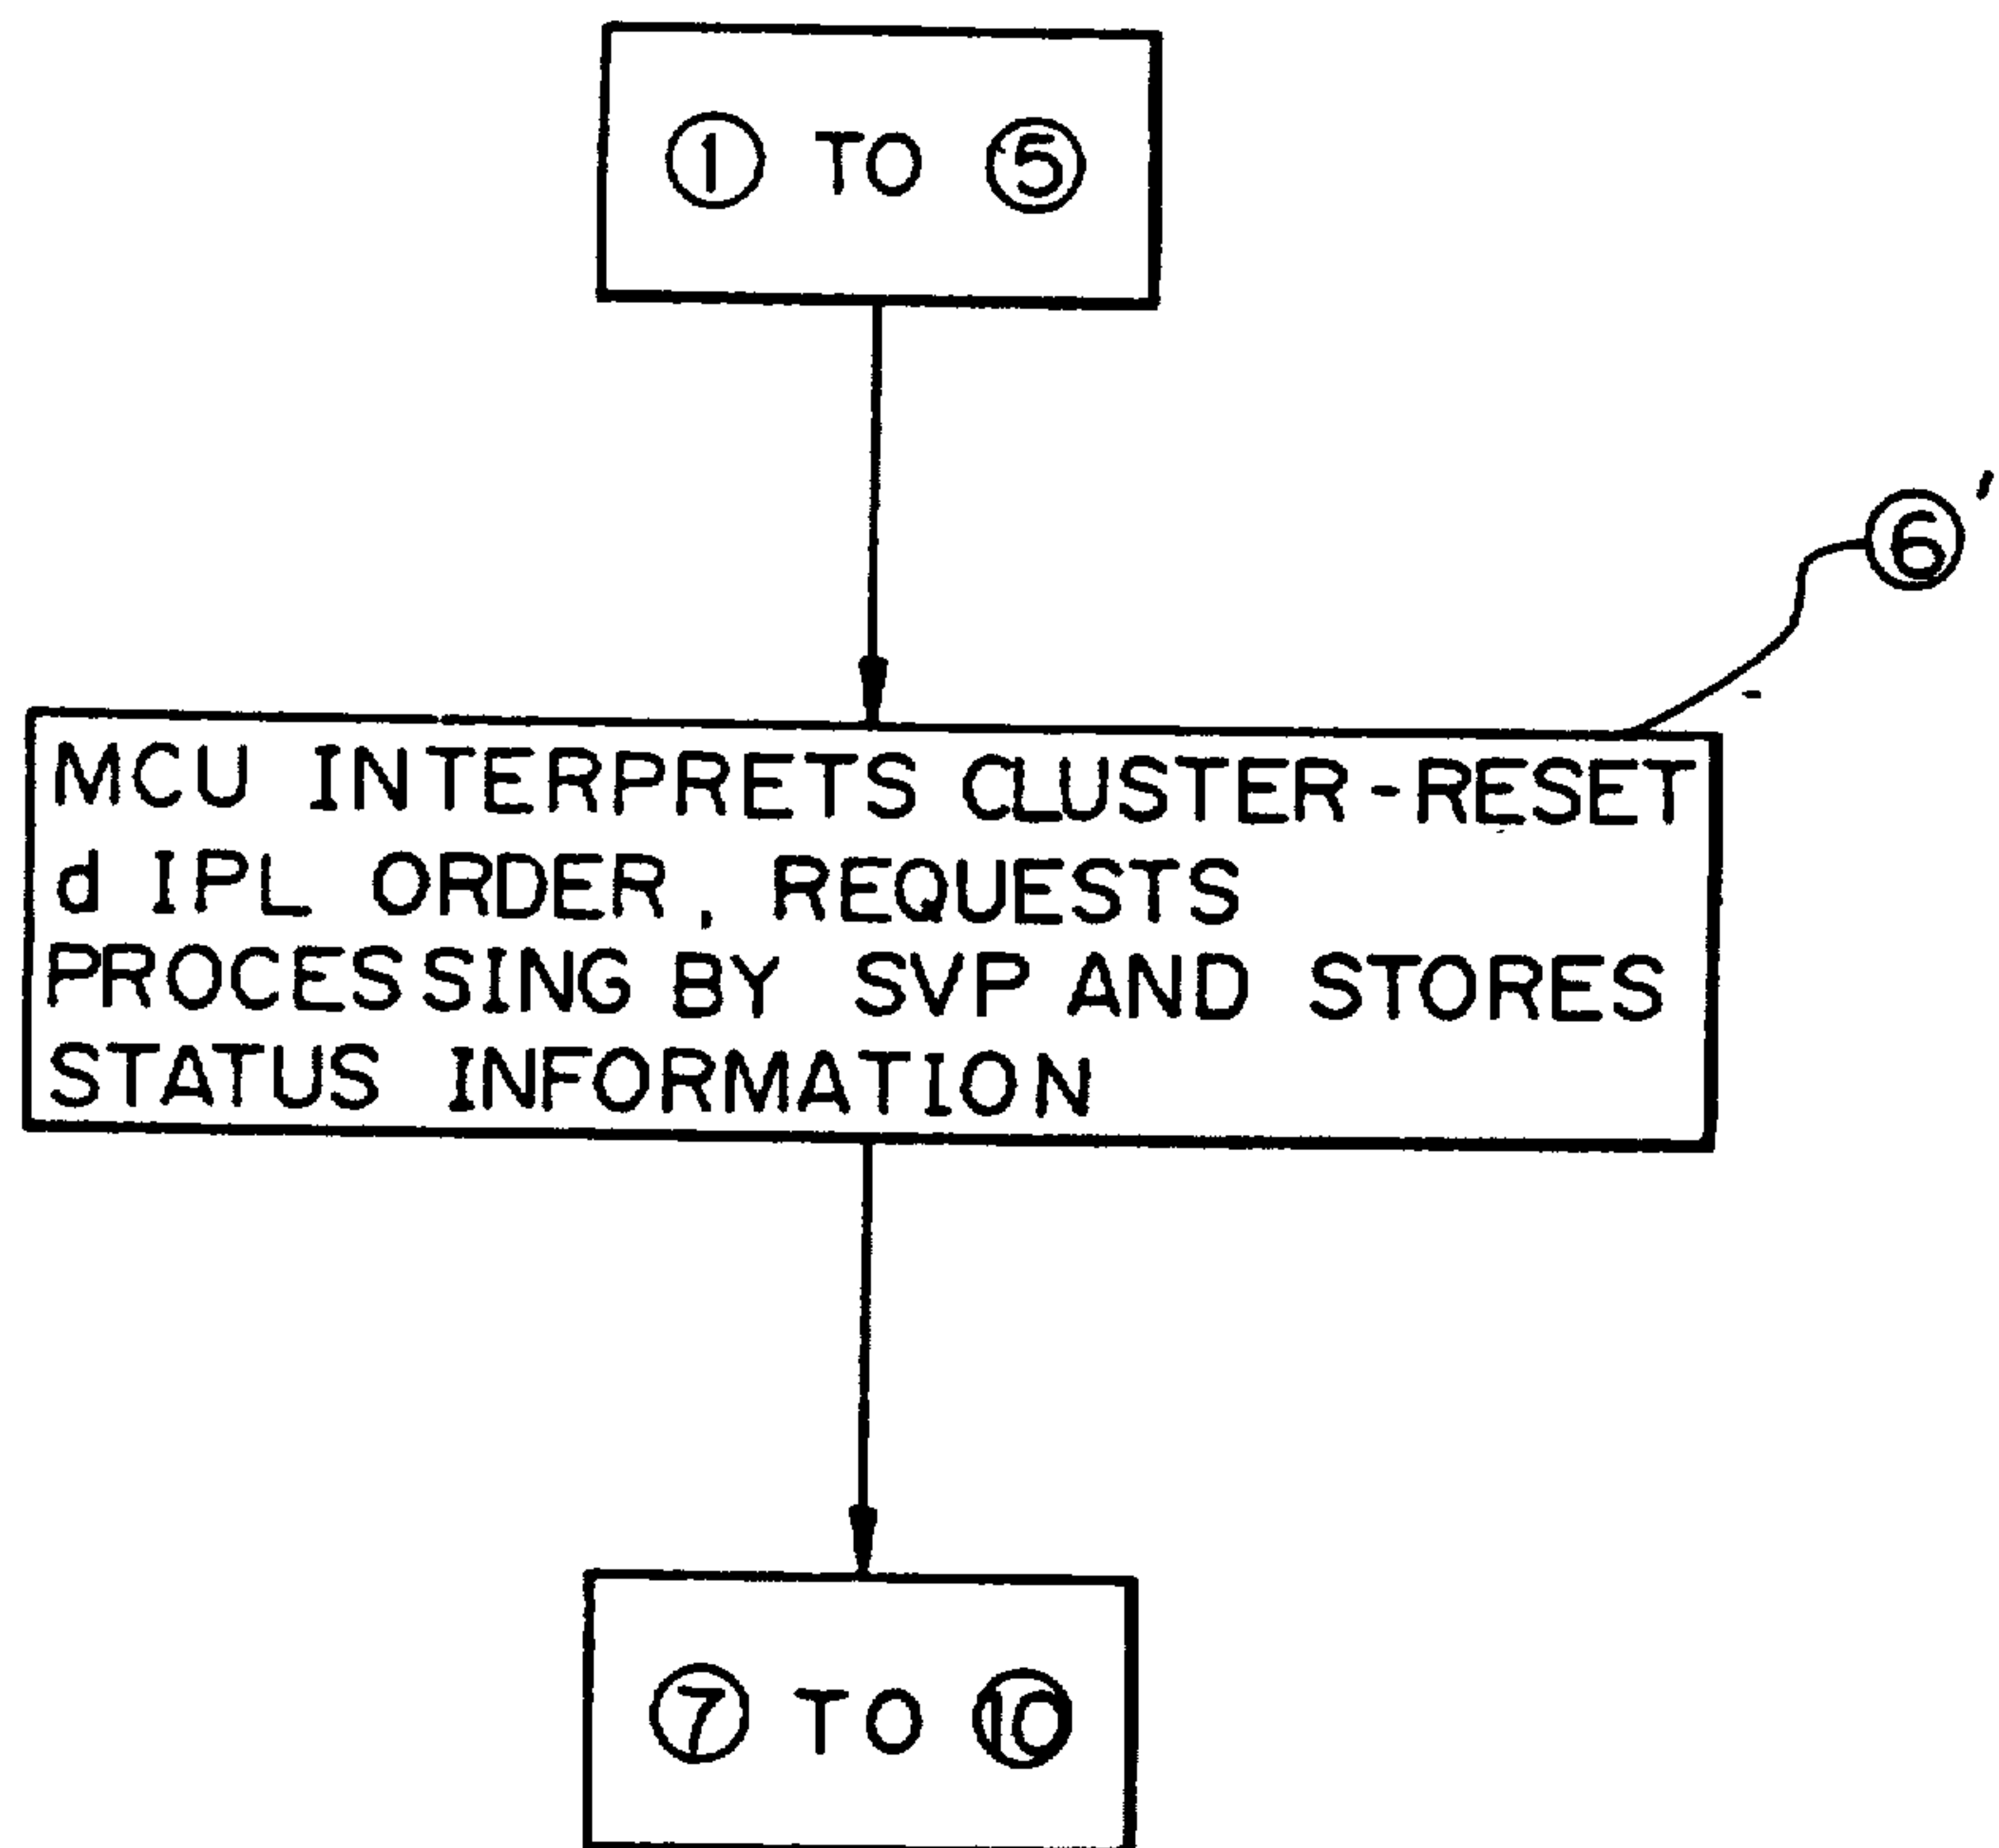 ① TO ⑤
⑥'
MCU INTERPRETS CLUSTER-RESET
d IPL ORDER, REQUESTS
PROCESSING BY SVP AND STORES
STATUS INFORMATION
⑦ TO ⑩